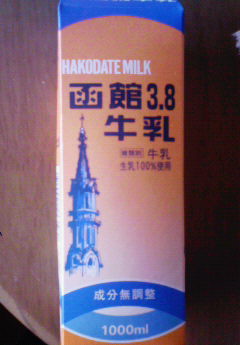 HAKODATE MILK
函館3.8
牛乳
種類別 牛乳
生乳100%使用
成分無調整
1000ml